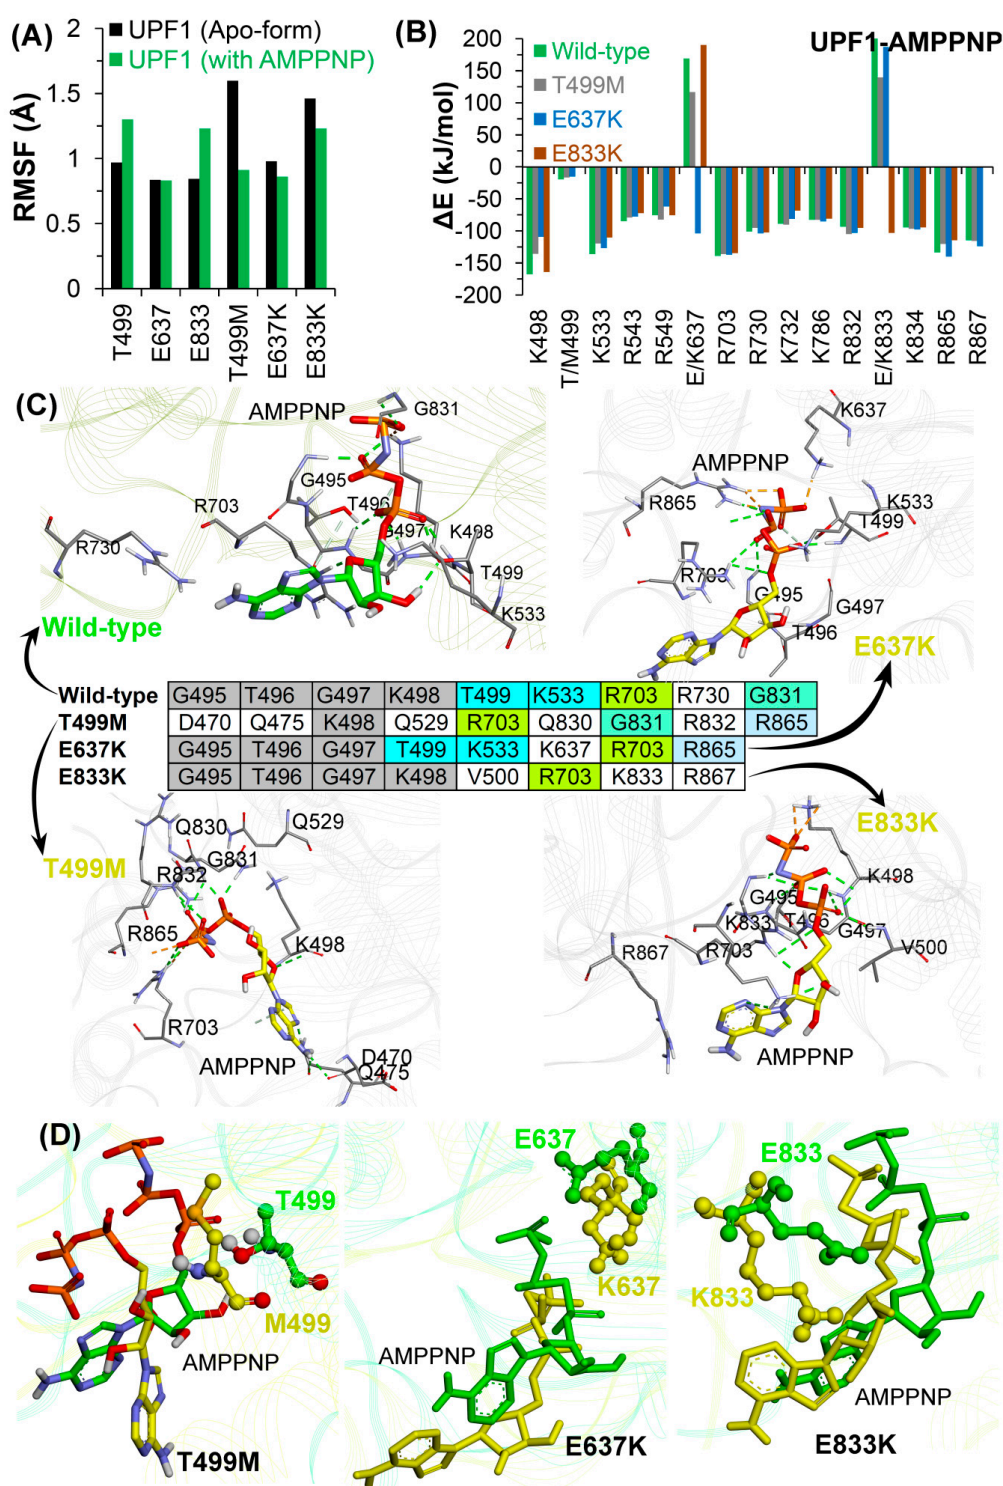 (A)
UPF1 (Apo-form)
UPF1 (with AMPPNP)
RMSF (Å)
2
1.5
1
0.5
0
T499
E637
E833
T499M
E637K
E833K
(B)
UPF1-AMPPNP
Wild-type
T499M
E637K
E833K
ΔE (kJ/mol)
200
150
100
50
0
-50
-100
-150
-200
K498
T/M499
K533
R543
R549
E/K637
R703
R730
K732
K786
R832
E/K833
K834
R865
R867
(C)
AMPPNP
G831
G495
R703
T496
R730
G497
K498
T499
K533
Wild-type
K637
AMPPNP
R865
K533
T499
R703
G495
G497
T496
E637K
Wild-type G495 T496 G497 K498 T499 K533 R703 R730 G831
T499M D470 Q475 K498 Q529 R703 Q830 G831 R832 R865
E637K G495 T496 G497 T499 K533 K637 R703 R865
E833K G495 T496 G497 K498 V500 R703 K833 R867
T499M
Q830
Q529
G831
R832
R865
K498
R703
AMPPNP
D470
Q475
E833K
K498
G495
K833
T496
G497
R703
V500
R867
AMPPNP
(D)
T499
M499
AMPPNP
T499M
E637
K637
AMPPNP
E637K
E833
K833
AMPPNP
E833K